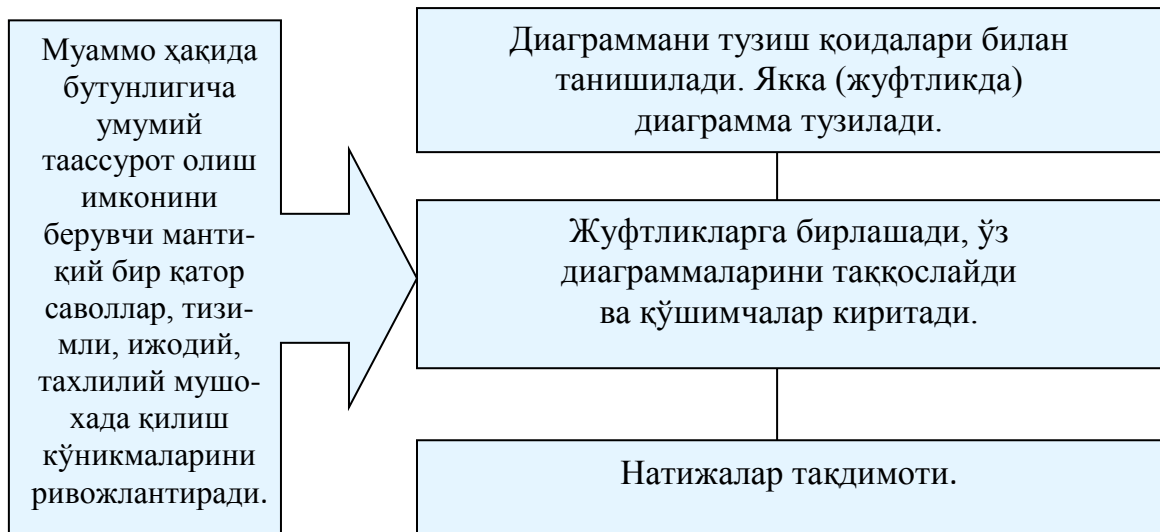 Муаммо ҳақида
бутунлигича
умумий
таассурот олиш
имконини
берувчи манти-
қий бир қатор
саволлар, тизи-
мли, ижодий,
тахлилий мушо-
хада қилиш
кўникмаларини
ривожлантиради.
Диаграммани тузиш қоидалари билан
танишилади. Якка (жуфтликда)
диаграмма тузилади.
Жуфтликларга бирлашади, ўз
диаграммаларини таққослайди
ва қўшимчалар киритади.
Натижалар тақдимоти.